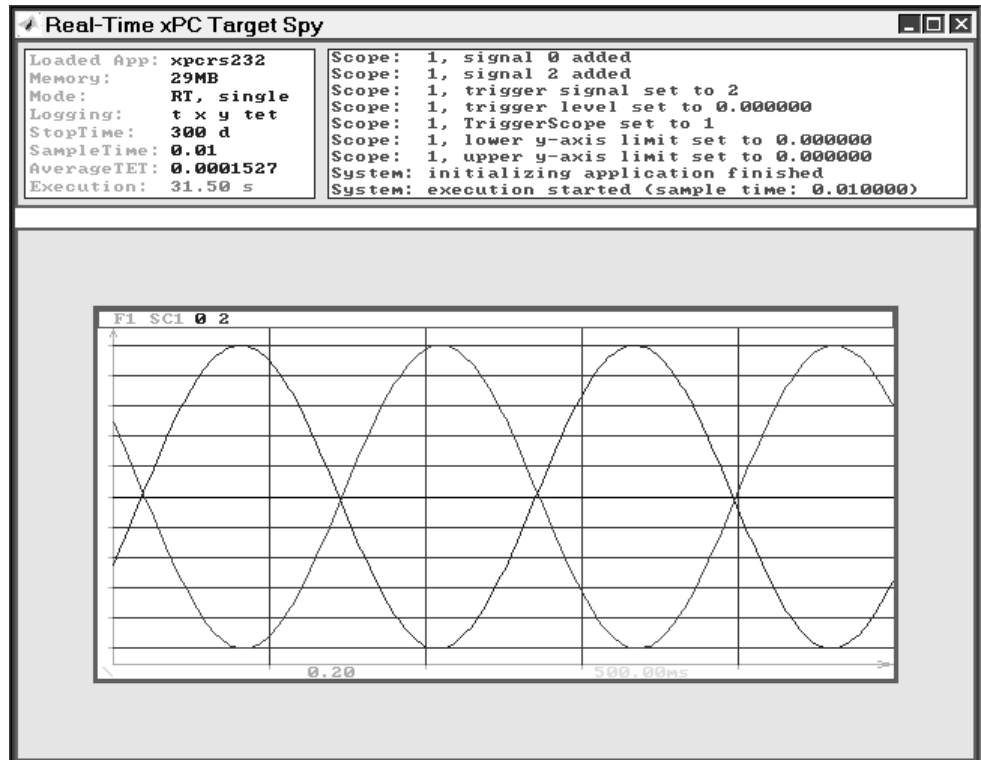 Real-Time xPC Target Spy
Loaded App: xpcrs232
Memory: 29MB
Mode: RT, single
Logging: t x y tet
StopTime: 300 d
SampleTime: 0.01
AverageTET: 0.0001527
Execution: 31.50 s
Scope: 1, signal 0 added
Scope: 1, signal 2 added
Scope: 1, trigger signal set to 2
Scope: 1, trigger level set to 0.000000
Scope: 1, TriggerScope set to 1
Scope: 1, lower y-axis limit set to 0.000000
Scope: 1, upper y-axis limit set to 0.000000
System: initializing application finished
System: execution started (sample time: 0.010000)
F1 SC1 0 2
0.20 500.00ms